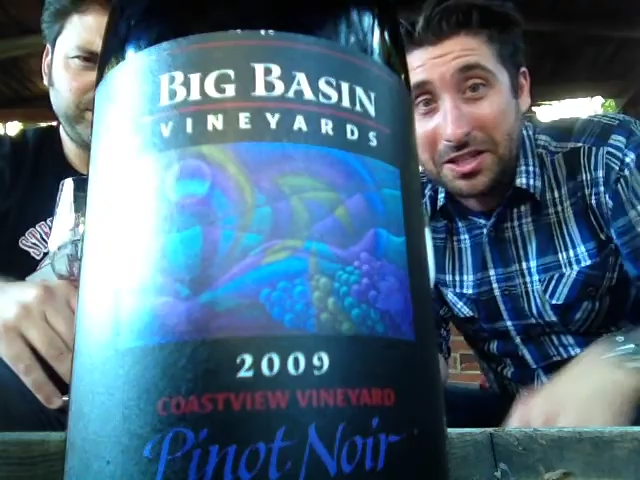 BIG BASIN
VINEYARDS
2009
COASTVIEW VINEYARD
Pinot Noir